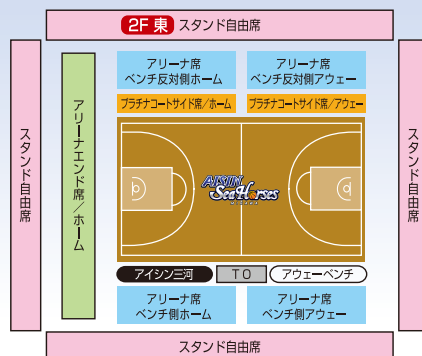 2F 東 スタンド自由席
アリーナ席
ベンチ反対側ホーム
アリーナ席
ベンチ反対側アウェー
プラチナコートサイド席/ホーム
プラチナコートサイド席/アウェー
スタンド自由席
アリーナエンド席/ホーム
スタンド自由席
AISIN
SeaHorses
アイシン三河
TO
アウェーベンチ
アリーナ席
ベンチ側ホーム
アリーナ席
ベンチ側アウェー
スタンド自由席